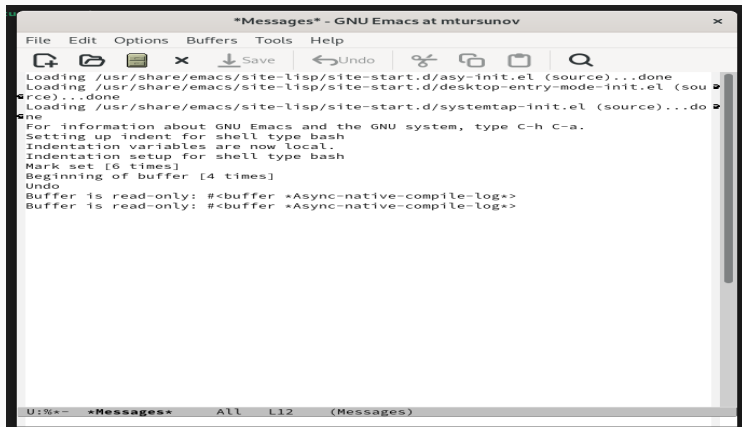 *Messages* - GNU Emacs at mtursunov
File Edit Options Buffers Tools Help
Save Undo
Loading /usr/share/emacs/site-lisp/site-start.d/asy-init.el (source)...done
Loading /usr/share/emacs/site-lisp/site-start.d/desktop-entry-mode-init.el (sou
rce)...done
Loading /usr/share/emacs/site-lisp/site-start.d/systemtap-init.el (source)...do
ne
For information about GNU Emacs and the GNU system, type C-h C-a.
Setting up indent for shell type bash
Indentation variables are now local.
Indentation setup for shell type bash
Mark set [6 times]
Beginning of buffer [4 times]
Undo
Buffer is read-only: #<buffer *Async-native-compile-log*>
Buffer is read-only: #<buffer *Async-native-compile-log*>
U:%*- *Messages* All L12 (Messages)